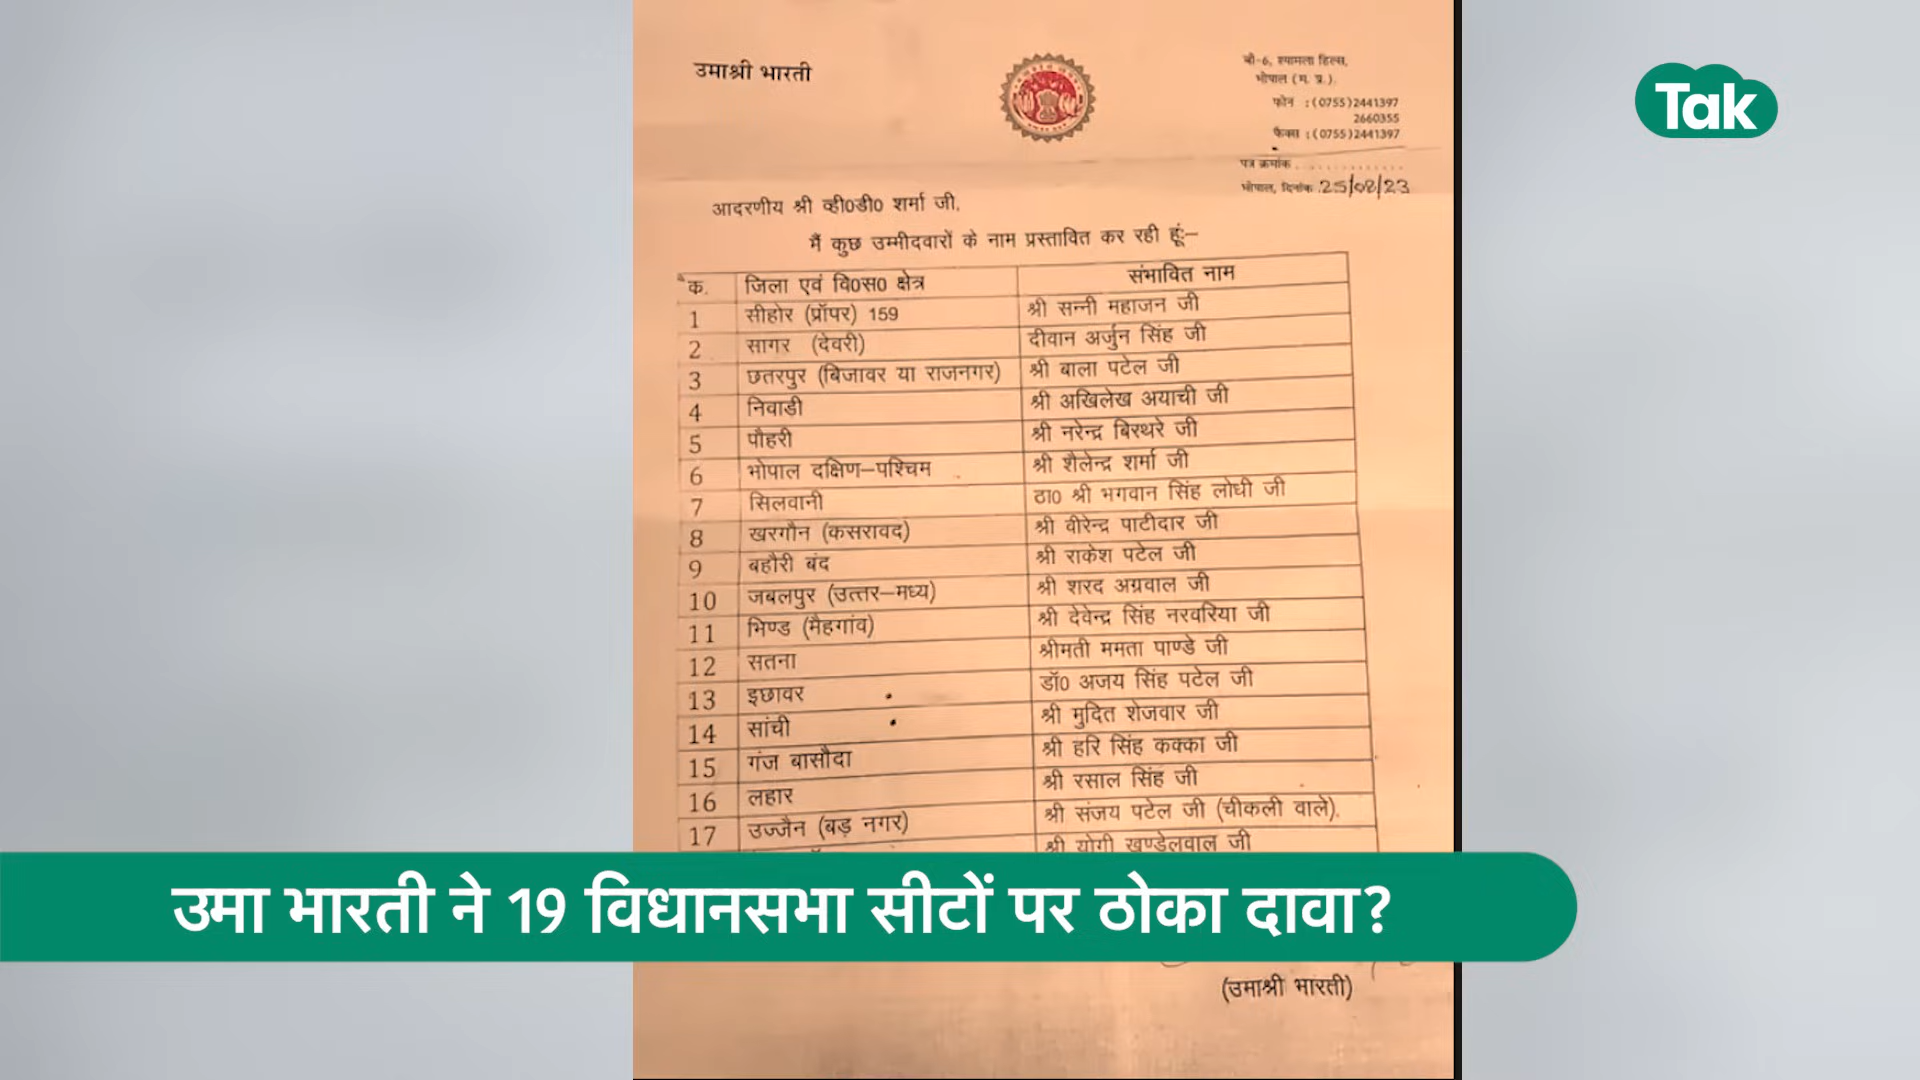 उमाश्री भारती
बी-6, श्यामला हिल्स,
भोपाल (म. प्र.).
फोन : (0755)2441397
2660355
फैक्स : (0755)2441397
पत्र क्रमांक
भोपाल, दिनांक 25/08/23
Tak
आदरणीय श्री व्ही0डी0 शर्मा जी,
मैं कुछ उम्मीदवारों के नाम प्रस्तावित कर रही हूं:–
क. जिला एवं वि0स0 क्षेत्र संभावित नाम
1 सीहोर (प्रॉपर) 159 श्री सन्नी महाजन जी
2 सागर (देवरी) दीवान अर्जुन सिंह जी
3 छतरपुर (बिजावर या राजनगर) श्री बाला पटेल जी
4 निवाडी श्री अखिलेख अयाची जी
5 पौहरी श्री नरेन्द्र बिरथरे जी
6 भोपाल दक्षिण–पश्चिम श्री शैलेन्द्र शर्मा जी
7 सिलवानी ठा0 श्री भगवान सिंह लोधी जी
8 खरगौन (कसरावद) श्री वीरेन्द्र पाटीदार जी
9 बहौरी बंद श्री राकेश पटेल जी
10 जबलपुर (उत्तर–मध्य) श्री शरद अग्रवाल जी
11 भिण्ड (मैहगांव) श्री देवेन्द्र सिंह नरवरिया जी
12 सतना श्रीमती ममता पाण्डे जी
13 इछावर डॉ0 अजय सिंह पटेल जी
14 सांची श्री मुदित शेजवार जी
15 गंज बासौदा श्री हरि सिंह कक्का जी
16 लहार श्री रसाल सिंह जी
17 उज्जैन (बड़ नगर) श्री संजय पटेल जी (चीकली वाले).
श्री योगी खण्डेलवाल जी
उमा भारती ने 19 विधानसभा सीटों पर ठोका दावा?
(उमाश्री भारती)